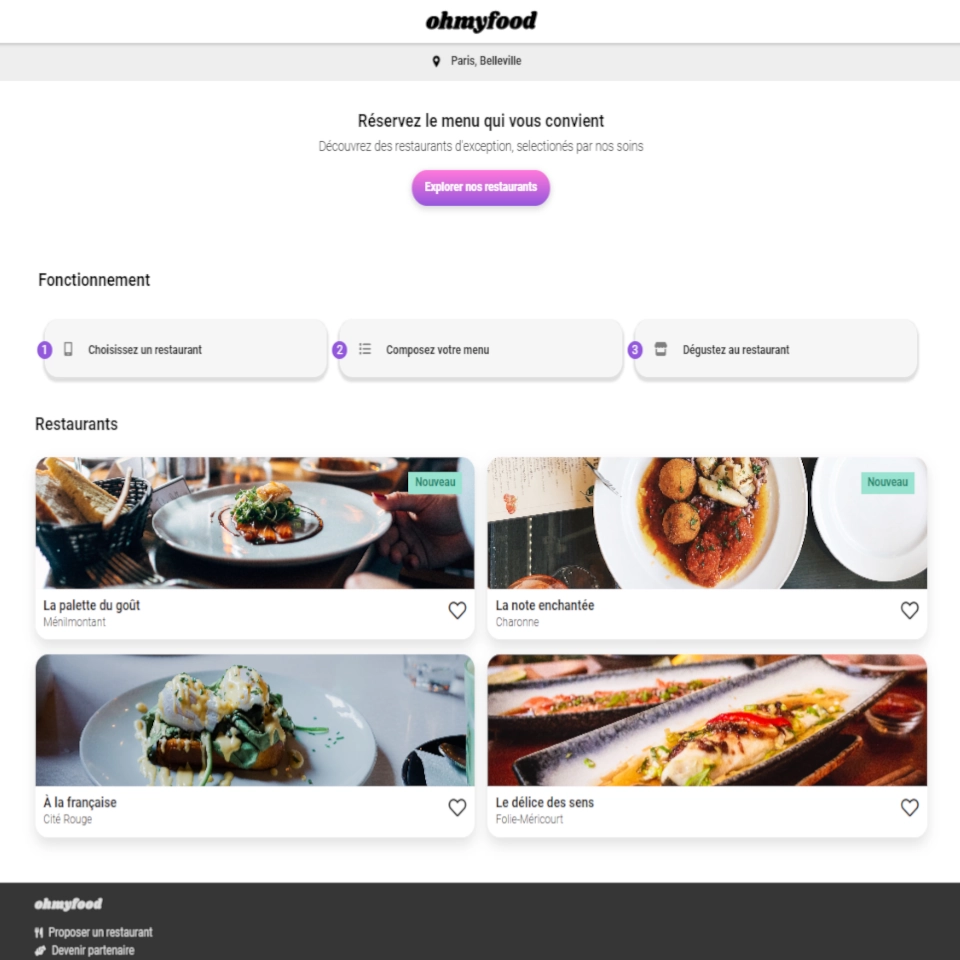 ohmyfood
Paris, Belleville
Réservez le menu qui vous convient
Découvrez des restaurants d'exception, selectionés par nos soins
Explorer nos restaurants
Fonctionnement
1 Choisissez un restaurant
2 Composez votre menu
3 Dégustez au restaurant
Restaurants
Nouveau
La palette du goût
Ménilmontant
Nouveau
La note enchantée
Charonne
À la française
Cité Rouge
Le délice des sens
Folie-Méricourt
ohmyfood
Proposer un restaurant
Devenir partenaire